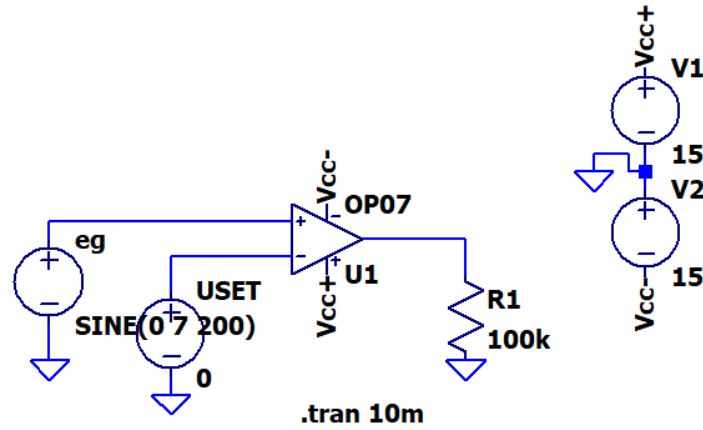 Vcc+
V1
15
V2
15
Vcc-
Vcc-
OP07
U1
Vcc+
eg
SINE(0 7 200)
USET
0
R1
100k
.tran 10m